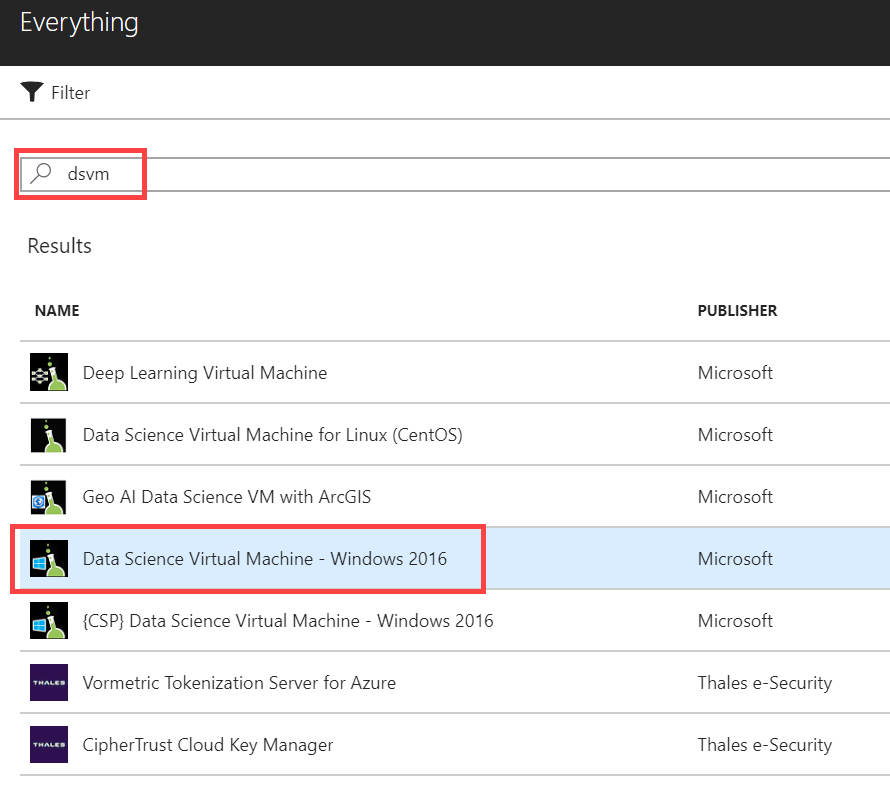 Everything
Filter
dsvm
Results
NAME PUBLISHER
Deep Learning Virtual Machine Microsoft
Data Science Virtual Machine for Linux (CentOS) Microsoft
Geo AI Data Science VM with ArcGIS Microsoft
Data Science Virtual Machine - Windows 2016 Microsoft
{CSP} Data Science Virtual Machine - Windows 2016 Microsoft
THALES Vormetric Tokenization Server for Azure Thales e-Security
THALES CipherTrust Cloud Key Manager Thales e-Security